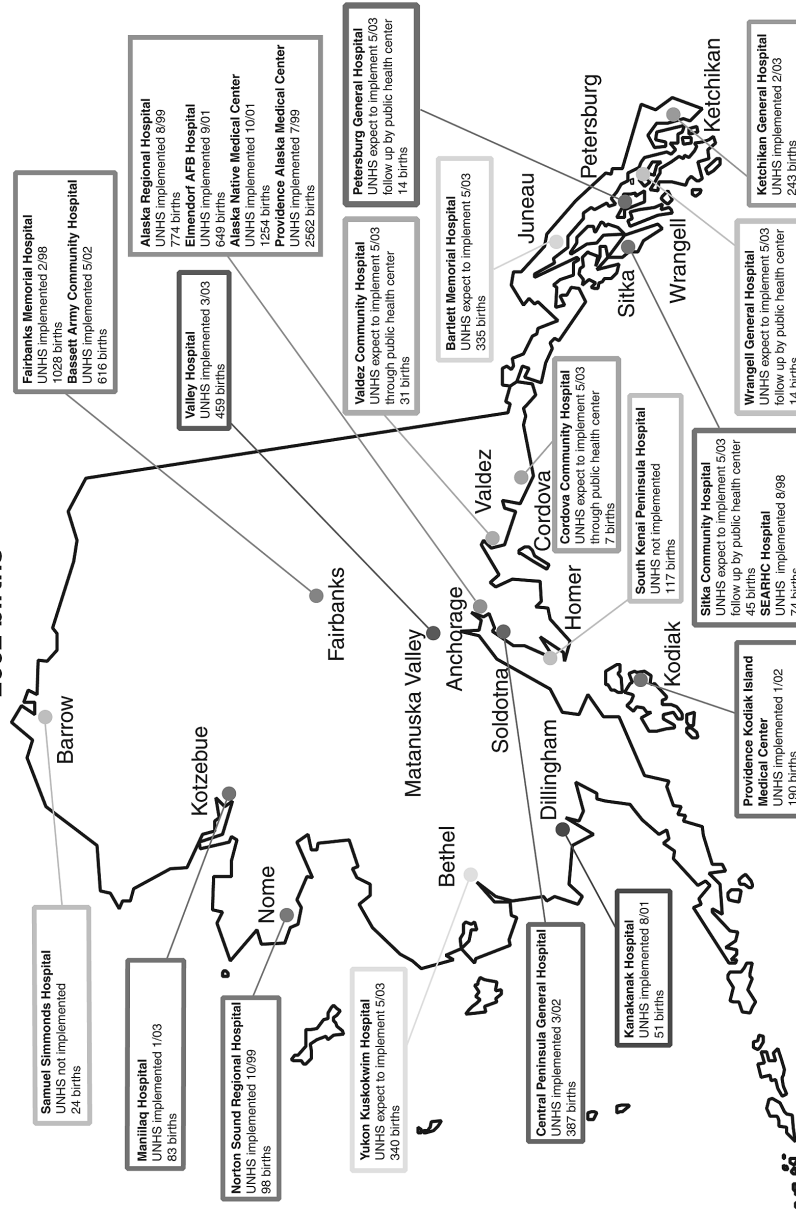 Samuel Simmonds Hospital
UNHS not implemented
24 births
Barrow
Fairbanks Memorial Hospital
UNHS implemented 2/98
1028 births
Bassett Army Community Hospital
UNHS implemented 5/02
616 births
Maniilaq Hospital
UNHS implemented 1/03
83 births
Kotzebue
Alaska Regional Hospital
UNHS implemented 8/99
774 births
Elmendorf AFB Hospital
UNHS implemented 9/01
649 births
Alaska Native Medical Center
UNHS implemented 10/01
1254 births
Providence Alaska Medical Center
UNHS implemented 7/99
2562 births
Valley Hospital
UNHS implemented 3/03
459 births
Norton Sound Regional Hospital
UNHS implemented 10/99
98 births
Nome
Fairbanks
Valdez Community Hospital
UNHS expect to implement 5/03
through public health center
31 births
Petersburg General Hospital
UNHS expect to implement 5/03
follow up by public health center
14 births
Yukon Kuskokwim Hospital
UNHS expect to implement 5/03
340 births
Bethel
Matanuska Valley
Anchorage
Soldotna
Valdez
Bartlett Memorial Hospital
UNHS expect to implement 5/03
335 births
Juneau
Petersburg
Central Peninsula General Hospital
UNHS implemented 3/02
387 births
Dillingham
Homer
Cordova
Cordova Community Hospital
UNHS expect to implement 5/03
through public health center
7 births
Sitka
Wrangell
Ketchikan
Kanakanak Hospital
UNHS implemented 8/01
51 births
South Kenai Peninsula Hospital
UNHS not implemented
117 births
Kodiak
Sitka Community Hospital
UNHS expect to implement 5/03
follow up by public health center
45 births
SEARHC Hospital
UNHS implemented 8/98
74 births
Providence Kodiak Island
Medical Center
UNHS implemented 1/02
190 births
Wrangell General Hospital
UNHS expect to implement 5/03
follow up by public health center
14 births
Ketchikan General Hospital
UNHS implemented 2/03
243 births